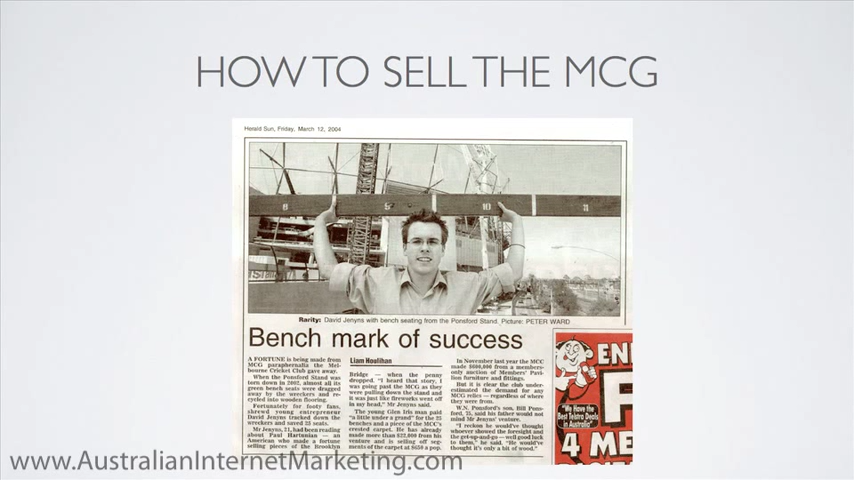 HOW TO SELL THE MCG
Herald Sun, Friday, March 12, 2004
6
9
10
11
Rarity: David Jenyns with bench seating from the Ponsford Stand. Picture: PETER WARD
Bench mark of success
A FORTUNE is being made from
MCG paraphernalia the Mel-
bourne Cricket Club gave away.
When the Ponsford Stand was
torn down in 2002, almost all its
green bench seats were dragged
away by the wreckers and re-
cycled into wooden flooring.
Fortunately for footy fans,
shrewd young entrepreneur
David Jenyns tracked down the
wreckers and saved 25 seats.
Mr Jenyns, 21, had been reading
about Paul Hartunian — an
American who made a fortune
selling pieces of the Brooklyn
Liam Houlihan
Bridge — when the penny
dropped. "I heard that story, I
was going past the MCG as they
were pulling down the stand and
it was just like fireworks went off
in my head," Mr Jenyns said.
The young Glen Iris man paid
"a little under a grand" for the 25
benches and a piece of the MCC's
crested carpet. He has already
made more than $22,000 from his
venture and is selling off seg-
ments of the carpet at $650 a pop.
In November last year the MCC
made $600,000 from a members-
only auction of Members' Pavi-
lion furniture and fittings.
But it is clear the club under-
estimated the demand for any
MCG relics — regardless of where
they were from.
W.N. Ponsford's son, Bill Pons-
ford, 75, said his father would not
mind Mr Jenyns' venture.
"I reckon he would've thought
whoever showed the foresight and
the get-up-and-go — well good luck
to them," he said. "He would've
thought it's only a bit of wood."
EN
F
"We Have the
Best Telstra Deals
in Australia"
4 ME
www.AustralianInternetMarketing.com